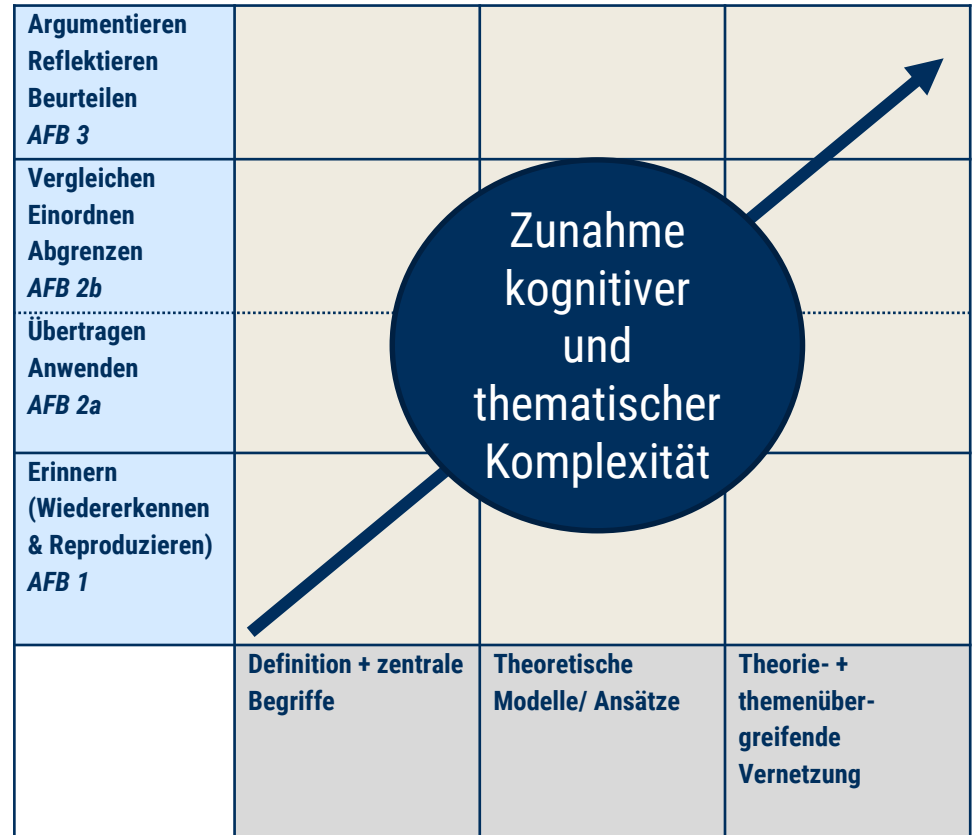 Argumentieren
Reflektieren
Beurteilen
AFB 3
Vergleichen
Einordnen
Abgrenzen
AFB 2b
Übertragen
Anwenden
AFB 2a
Erinnern
(Wiedererkennen
& Reproduzieren)
AFB 1
Zunahme
kognitiver
und
thematischer
Komplexität
Definition + zentrale
Begriffe
Theoretische
Modelle/ Ansätze
Theorie- +
themenüber-
greifende
Vernetzung